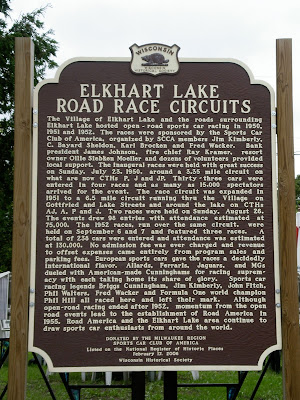 WISCONSIN
ELKHART LAKE
ROAD RACE CIRCUITS
The Village of Elkhart Lake and the roads surrounding
Elkhart Lake hosted open-road sports car racing in 1950,
1951 and 1952. The races were sponsored by the Sports Car
Club of America, organized by SCCA members Jim Kimberly,
C. Bayard Sheldon, Karl Brocken and Fred Wacker. Bank
president James Johnson, fire chief Ray Kramer, resort
owner Ollie Siebken Moeller and dozens of volunteers provided
local support. The inaugural races were held with great success
on Sunday, July 23, 1950, around a 3.35 mile circuit on
what are now CTHs P, J and JP. Thirty-three cars were
entered in four races and as many as 15,000 spectators
arrived for the event. The race circuit was expanded in
1951 to a 6.5 mile circuit running thru the Village on
Gottfried and Lake Streets and around the lake on CTHs
AJ, A, P and J. Two races were held on Sunday, August 26.
The events drew 98 entries with attendance estimated at
75,000. The 1952 races, run over the same circuit, were
held on September 6 and 7 and featured three races. A
total of 238 cars were entered and attendance was estimated
at 130,000. No admission fee was ever charged and revenue
to offset expenses came solely from program sales and
parking fees. European sports cars gave the races a decidedly
international flavor. Allards, Ferraris, Jaguars, and MGs
dueled with American-made Cunninghams for racing suprem-
acy with each taking home its share of glory. Sports car
racing legends Briggs Cunningham, Jim Kimberly, John Fitch,
Phil Walters, Fred Wacker and Formula One world champion
Phil Hill all raced here and left their mark. Although
open-road racing ended after 1952, momentum from the open
road events lead to the establishment of Road America in
1955. Road America and the Elkhart Lake area continue to
draw sports car enthusiasts from around the world.
DONATED BY THE MILWAUKEE REGION
SPORTS CAR CLUB OF AMERICA
Listed on the National Register of Historic Places
February 17, 2006
Wisconsin Historical Society